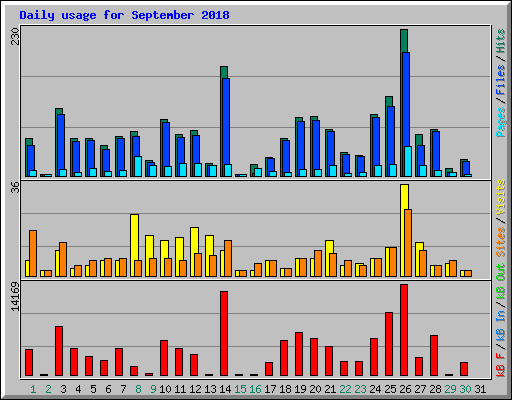 Daily usage for September 2018
230
Pages / Files / Hits
36
Sites / Visits
14169
kB F / kB In / kB Out
1 2 3 4 5 6 7 8 9 10 11 12 13 14 15 16 17 18 19 20 21 22 23 24 25 26 27 28 29 30 31